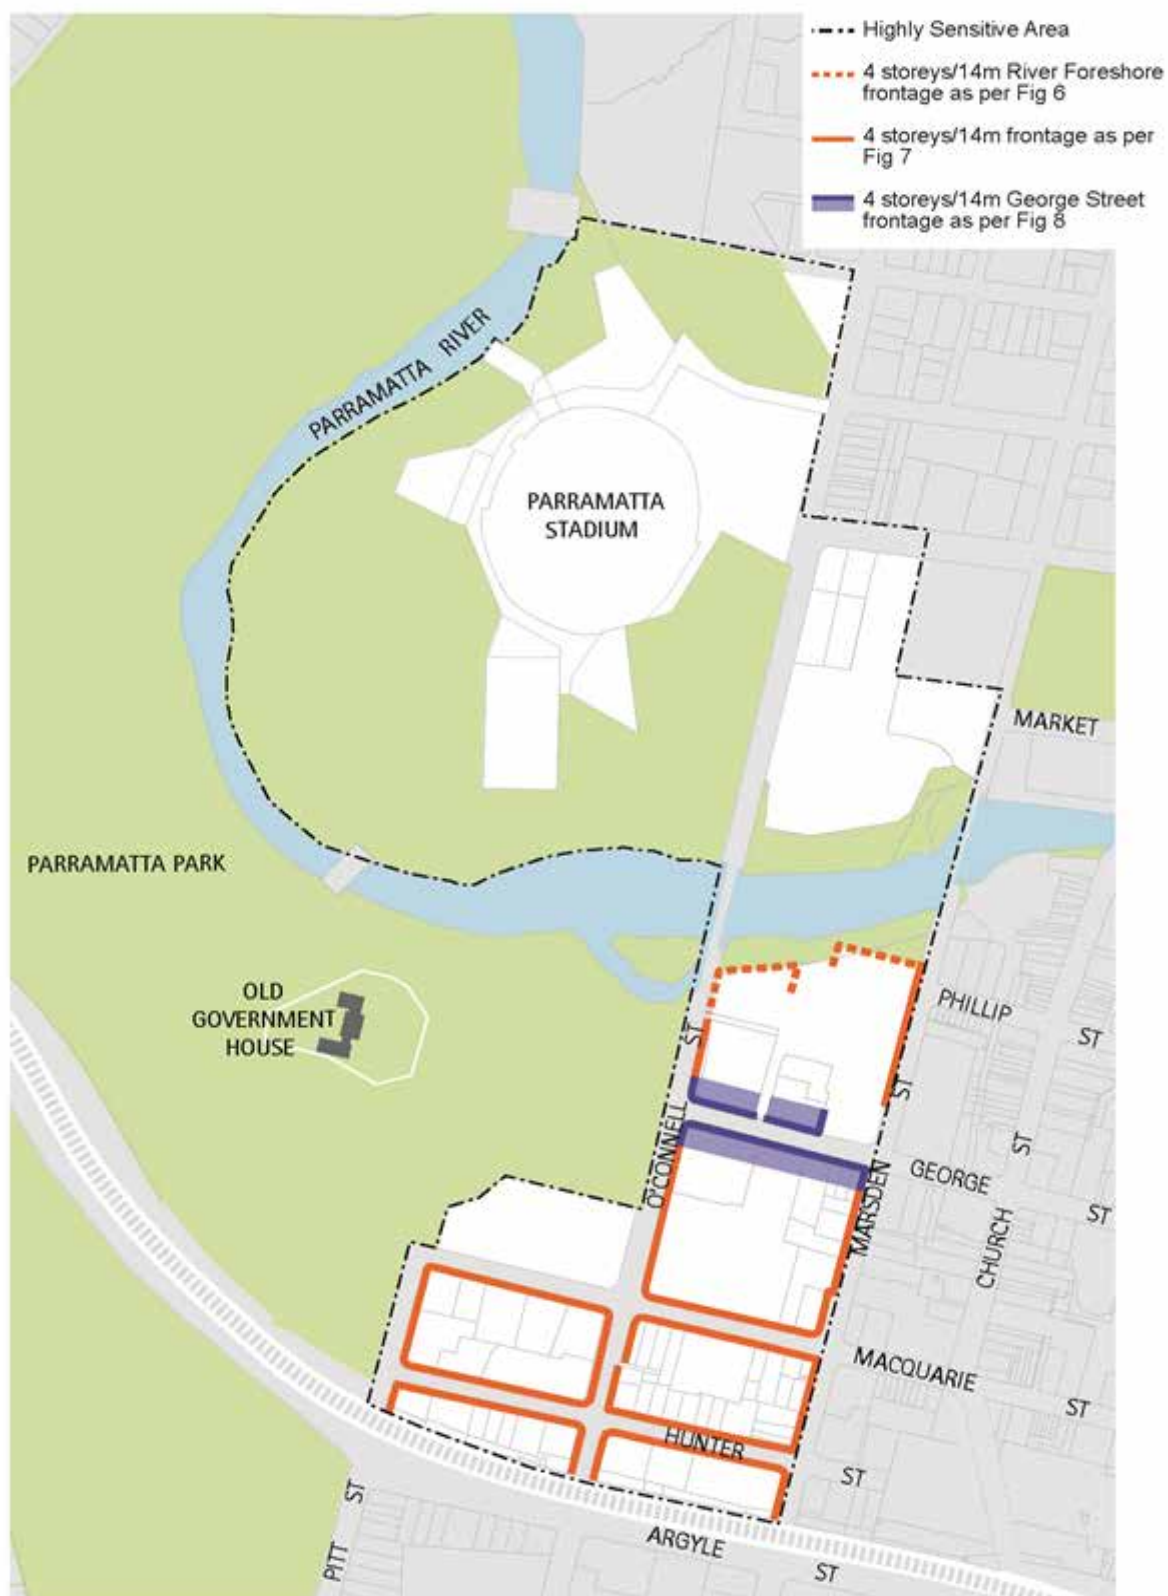 Highly Sensitive Area
4 storeys/14m River Foreshore
frontage as per Fig 6
4 storeys/14m frontage as per
Fig 7
4 storeys/14m George Street
frontage as per Fig 8
PARRAMATTA RIVER
PARRAMATTA
STADIUM
MARKET
PARRAMATTA PARK
OLD
GOVERNMENT
HOUSE
PHILLIP
ST
ST
ST
O'CONNELL
MARSDEN
GEORGE
ST
ST
CHURCH
MACQUARIE
ST
HUNTER
ST
ARGYLE
ST
PITT
ST